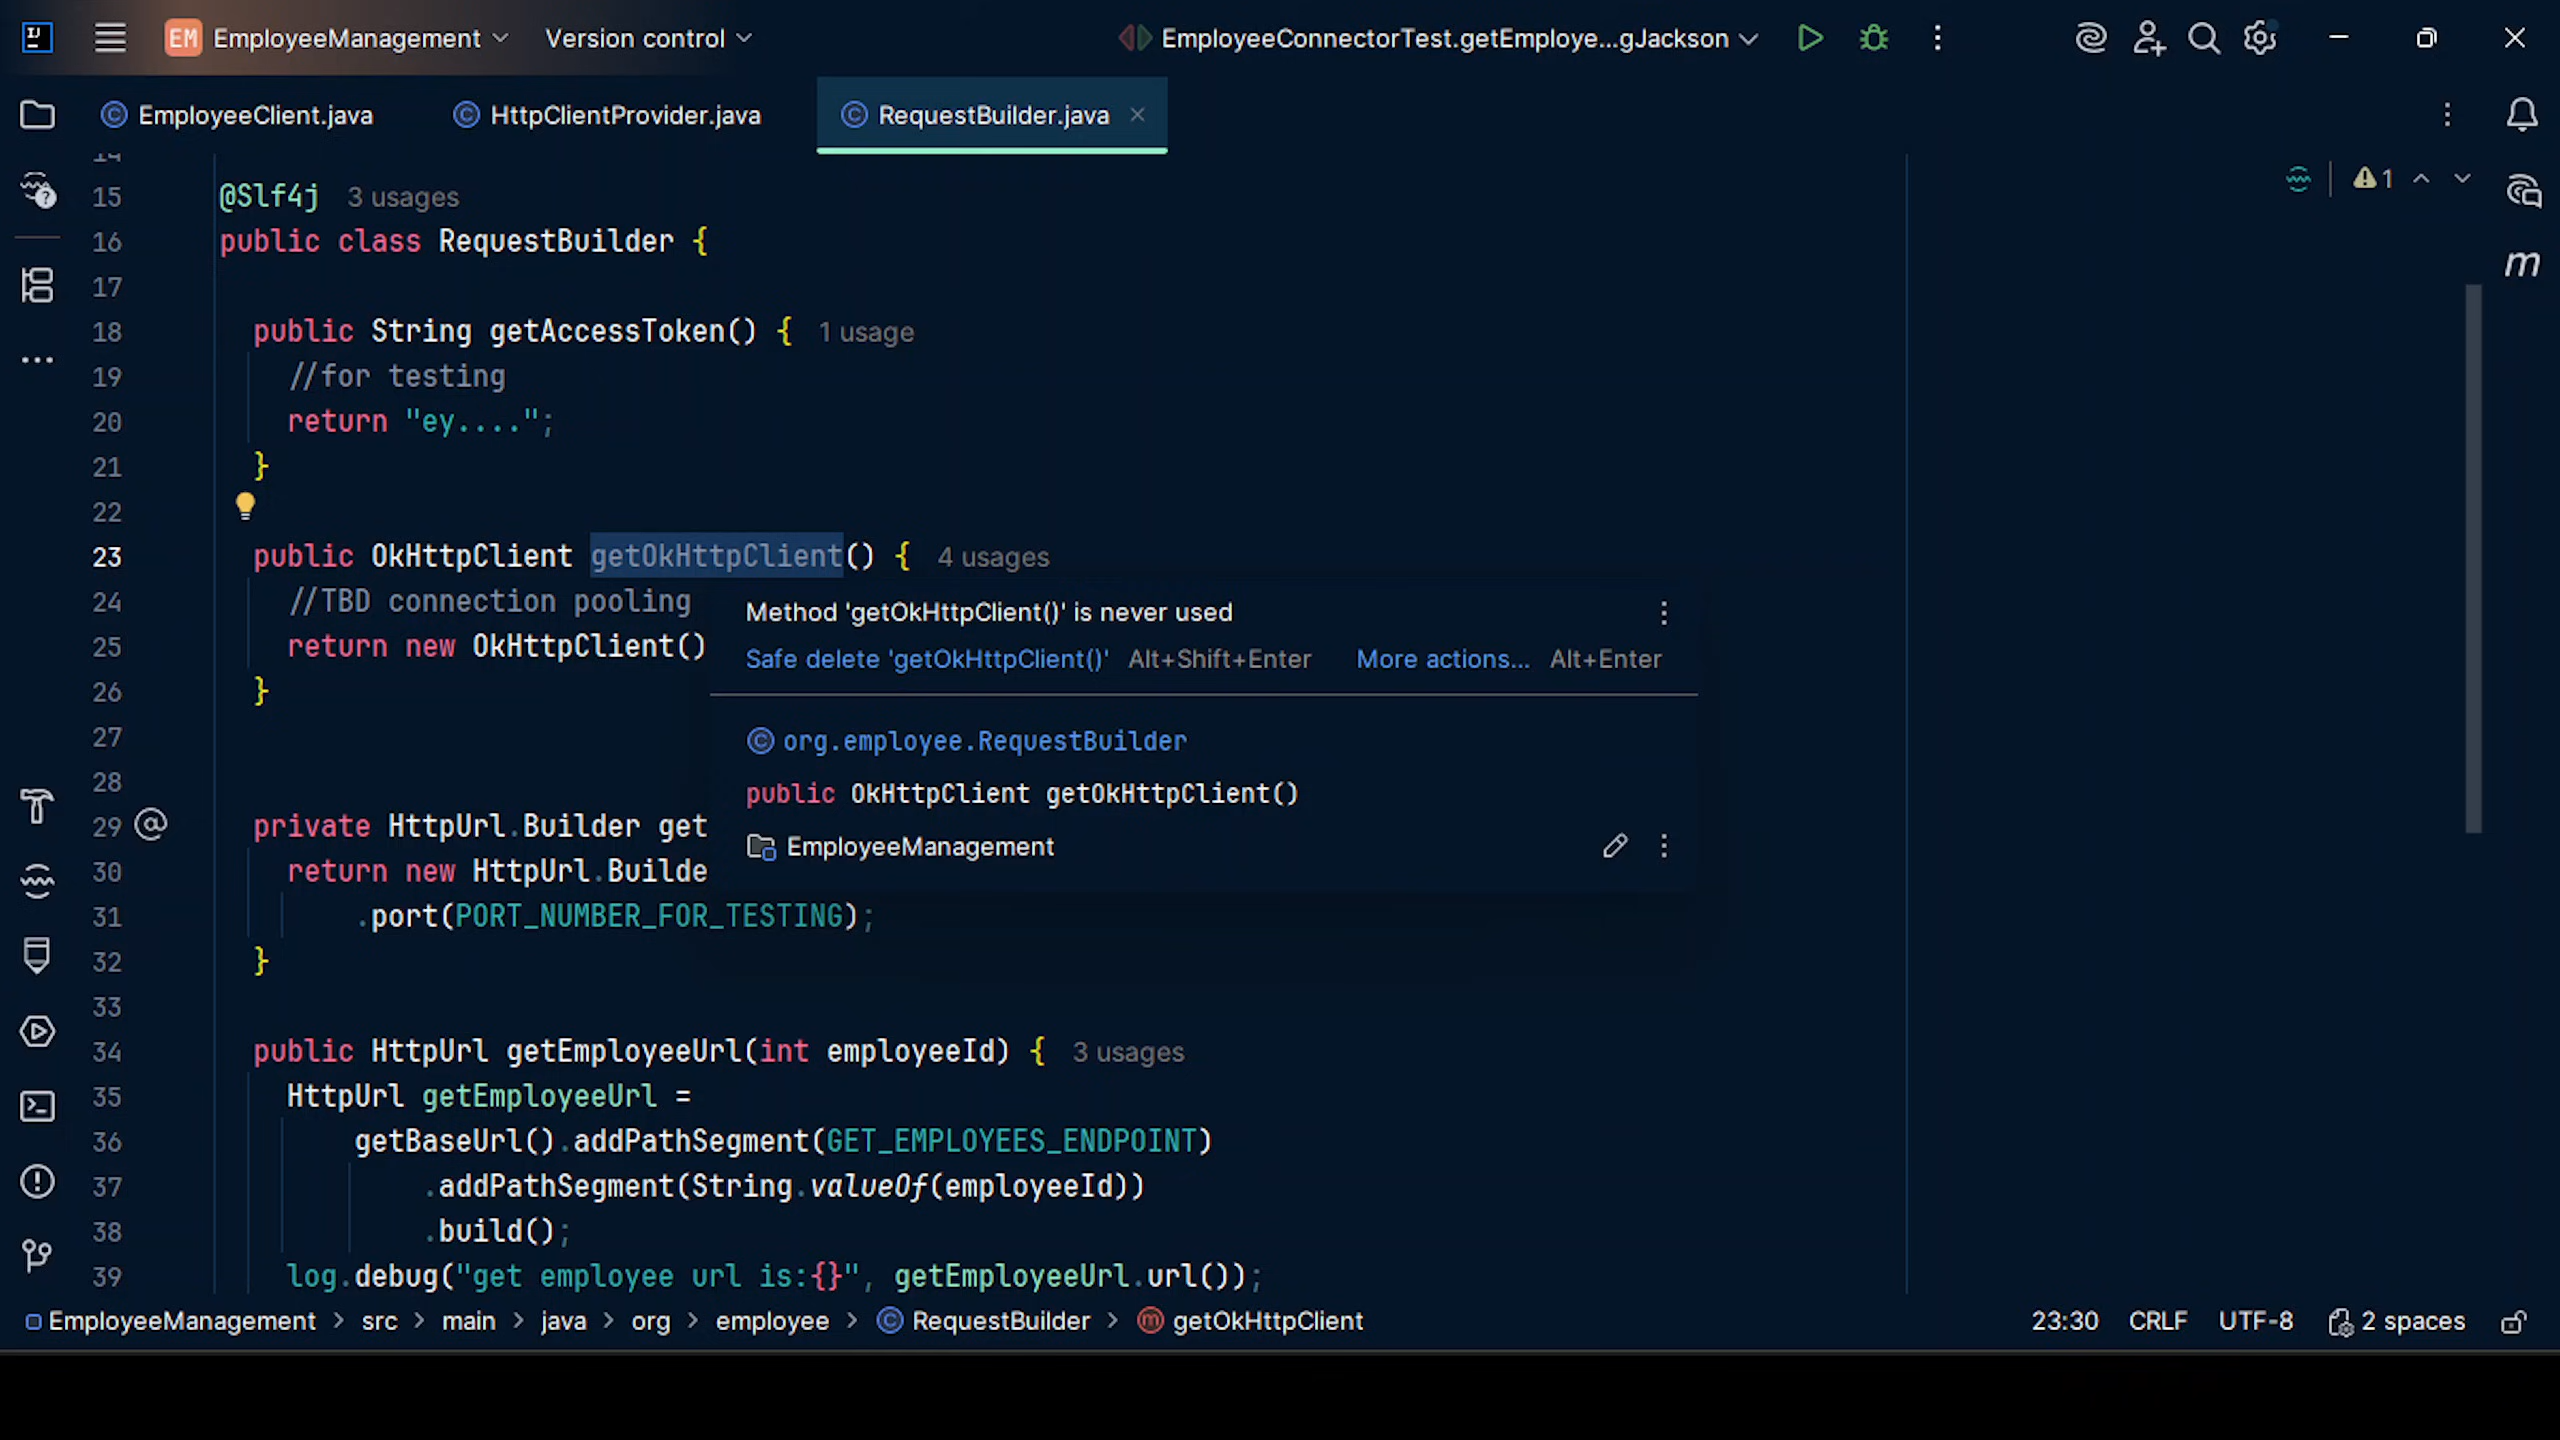 EM EmployeeManagement Version control EmployeeConnectorTest.getEmploye...gJackson
EmployeeClient.java HttpClientProvider.java RequestBuilder.java
14
15 @Slf4j 3 usages 1
16 public class RequestBuilder {
17
18 public String getAccessToken() { 1 usage
19 //for testing
20 return "ey....";
21 }
22
23 public OkHttpClient getOkHttpClient() { 4 usages
24 //TBD connection pooling
25 return new OkHttpClient()
26 }
27
28
29 private HttpUrl.Builder get
30 return new HttpUrl.Builde
31 .port(PORT_NUMBER_FOR_TESTING);
32 }
33
34 public HttpUrl getEmployeeUrl(int employeeId) { 3 usages
35 HttpUrl getEmployeeUrl =
36 getBaseUrl().addPathSegment(GET_EMPLOYEES_ENDPOINT)
37 .addPathSegment(String.valueOf(employeeId))
38 .build();
39 log.debug("get employee url is:{}", getEmployeeUrl.url());
Method 'getOkHttpClient()' is never used
Safe delete 'getOkHttpClient()' Alt+Shift+Enter More actions... Alt+Enter
org.employee.RequestBuilder
public OkHttpClient getOkHttpClient()
EmployeeManagement
EmployeeManagement > src > main > java > org > employee > RequestBuilder > getOkHttpClient 23:30 CRLF UTF-8 2 spaces